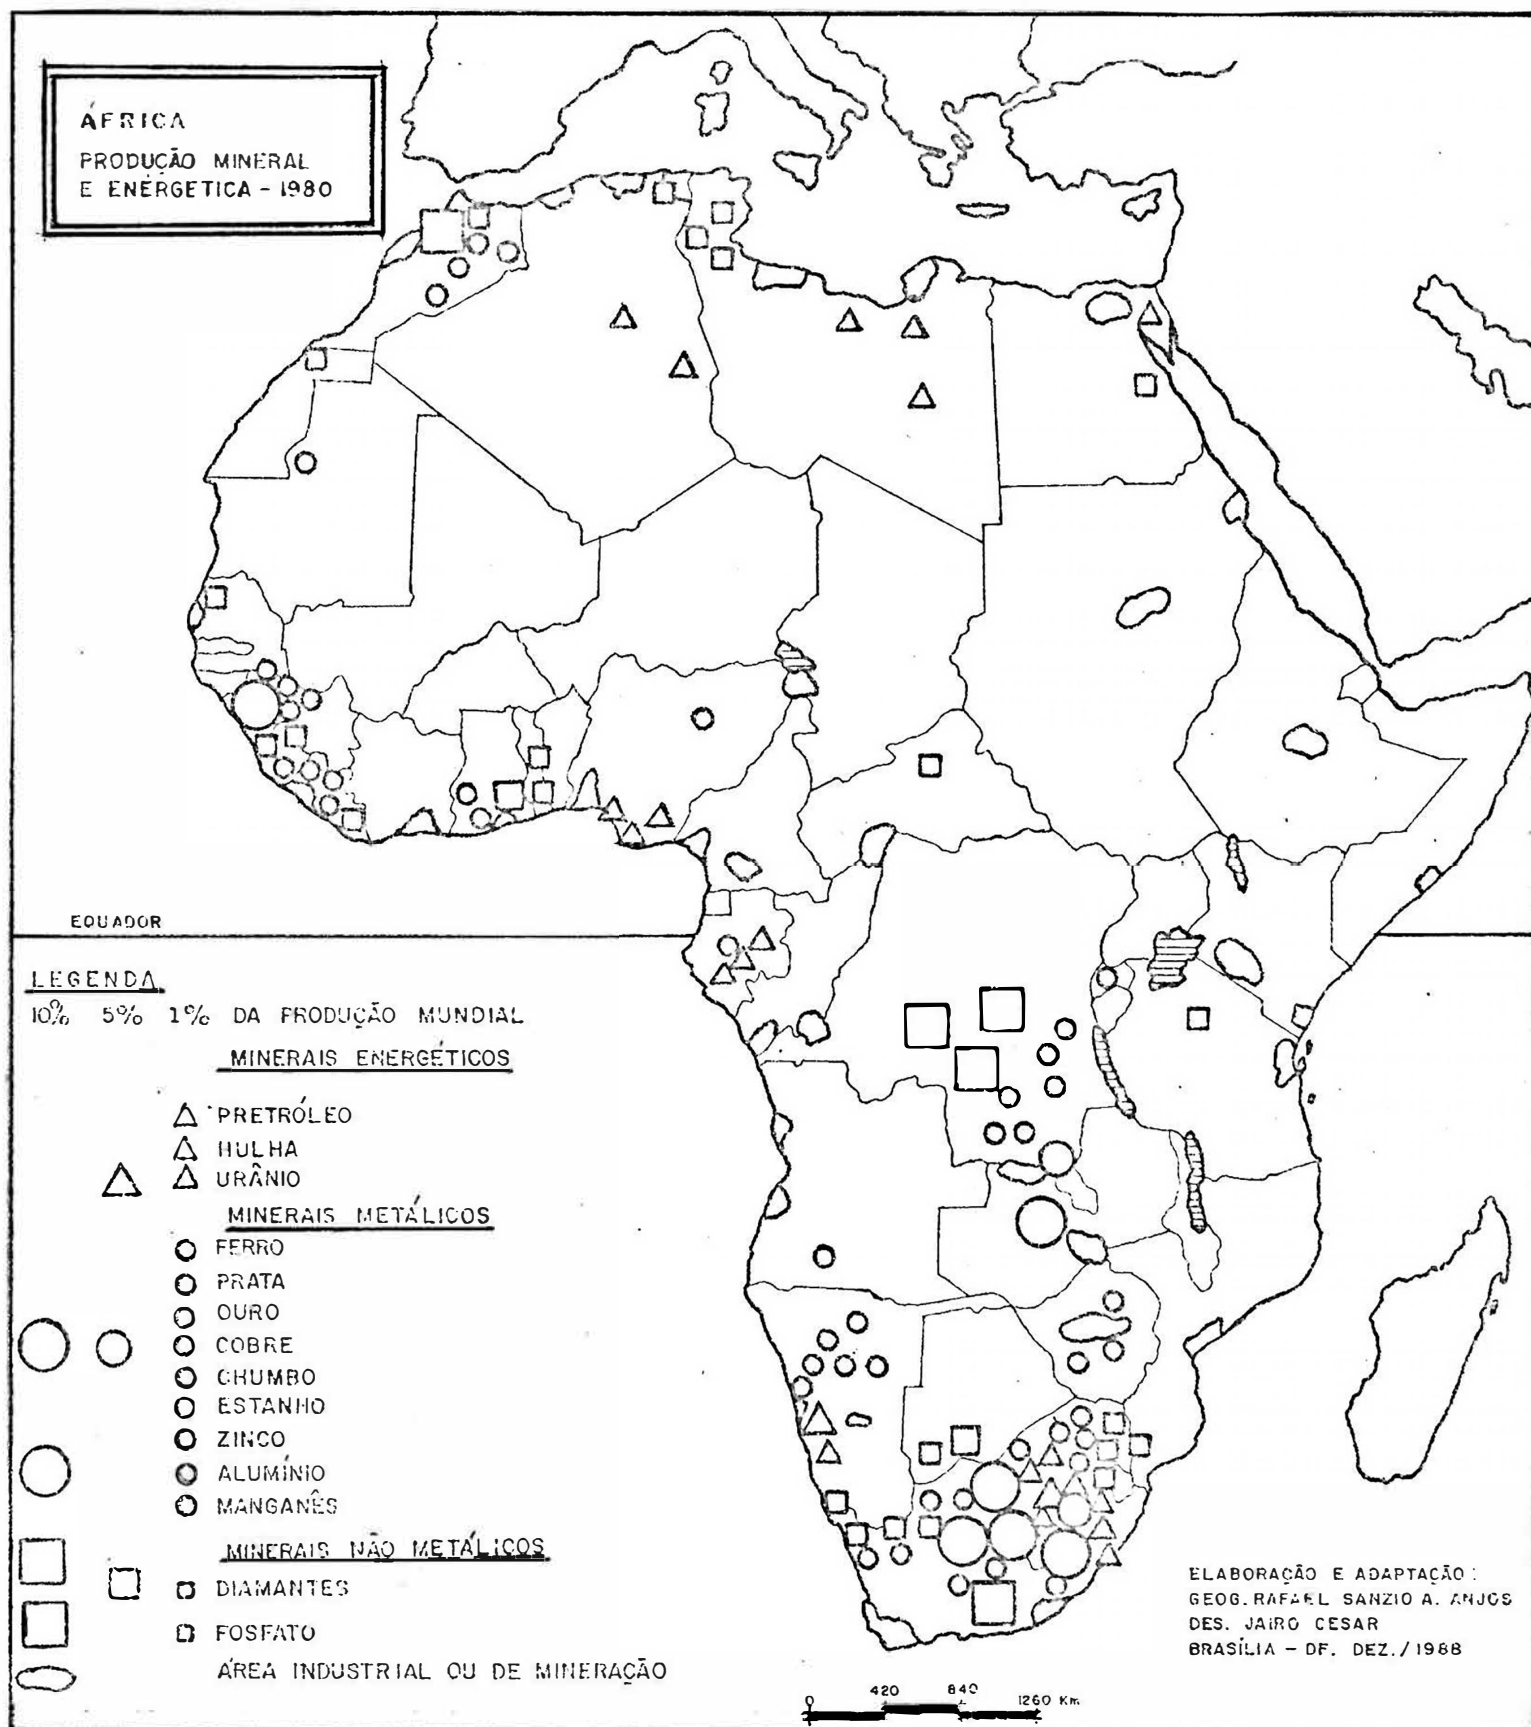 ÁFRICA
PRODUÇÃO MINERAL
E ENÉRGETICA - 1980
EQUADOR
LEGENDA
10% 5% 1% DA PRODUÇÃO MUNDIAL
MINERAIS ENERGÉTICOS
PRETRÓLEO
HULHA
URÂNIO
MINERAIS METÁLICOS
FERRO
PRATA
OURO
COBRE
CHUMBO
ESTANHO
ZINCO
ALUMÍNIO
MANGANÊS
MINERAIS NÃO METÁLICOS
DIAMANTES
FOSFATO
ÁREA INDUSTRIAL OU DE MINERAÇÃO
ELABORAÇÃO E ADAPTAÇÃO:
GEOG. RAFAEL SANZIO A. ANJOS
DES. JAIRO CESAR
BRASÍLIA - DF. DEZ./1988
0 420 840 1260 Km